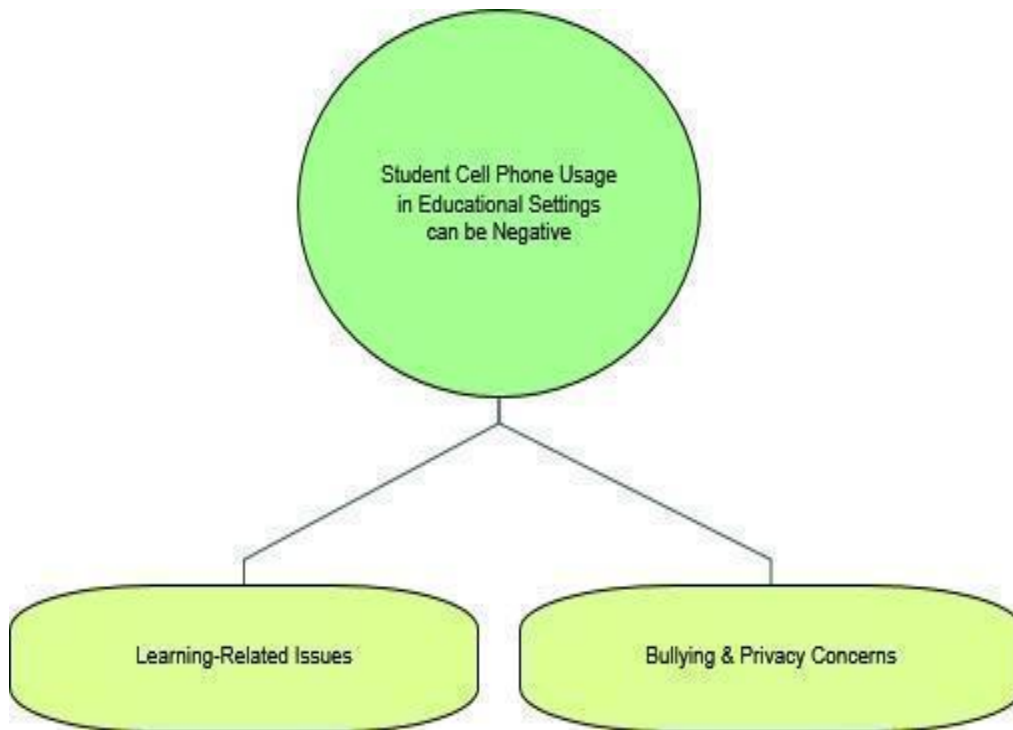 Student Cell Phone Usage
in Educational Settings
can be Negative
Learning-Related Issues
Bullying & Privacy Concerns